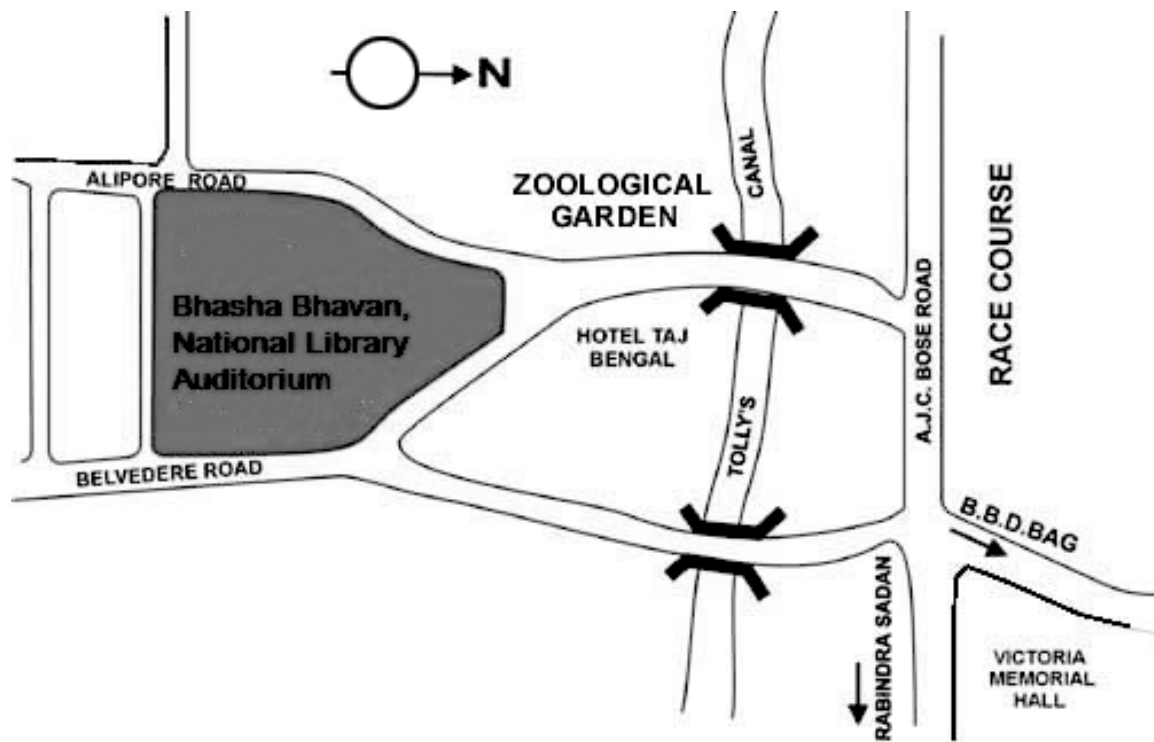 N
ALIPORE ROAD
ZOOLOGICAL
GARDEN
CANAL
RACE COURSE
Bhasha Bhavan,
National Library
Auditorium
HOTEL TAJ
BENGAL
A.J.C. BOSE ROAD
TOLLY'S
BELVEDERE ROAD
B.B.D.BAG
RABINDRA SADAN
VICTORIA
MEMORIAL
HALL